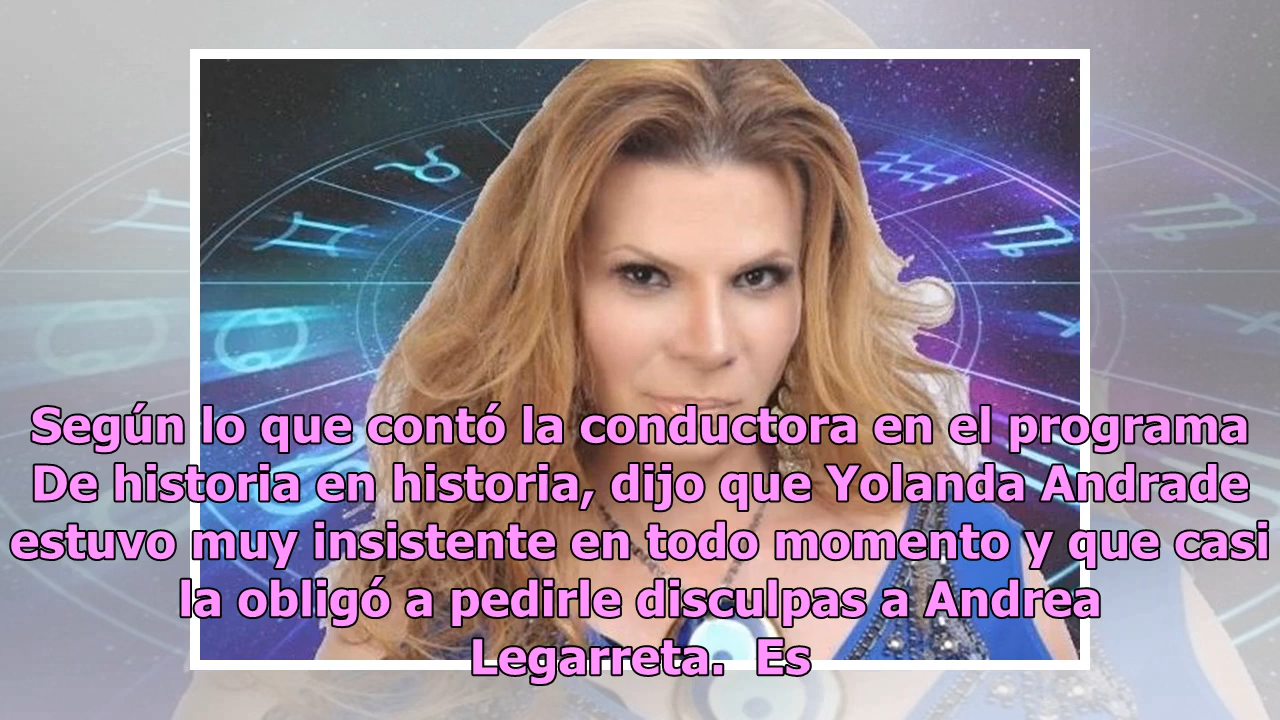 Según lo que contó la conductora en el programa
De historia en historia, dijo que Yolanda Andrade
estuvo muy insistente en todo momento y que casi
la obligó a pedirle disculpas a Andrea
Legarreta.  Es